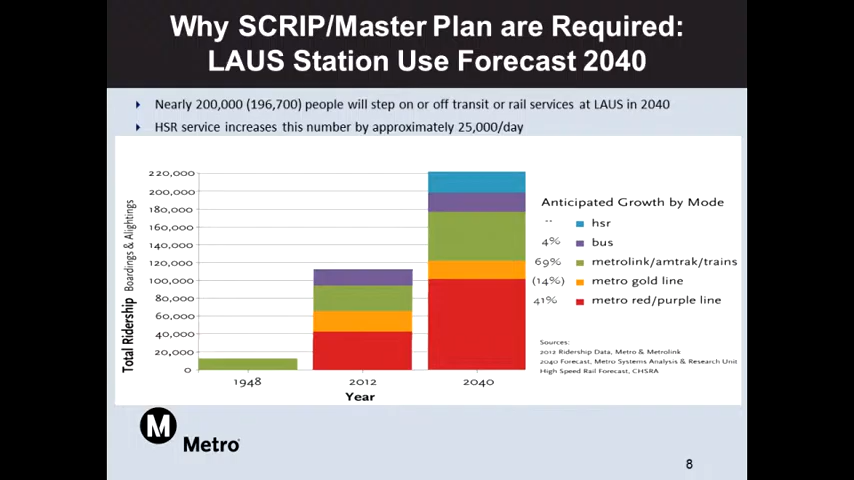 Why SCRIP/Master Plan are Required:
LAUS Station Use Forecast 2040
Nearly 200,000 (196,700) people will step on or off transit or rail services at LAUS in 2040
HSR service increases this number by approximately 25,000/day
Total Ridership Boardings & Alightings
220,000
200,000
180,000
160,000
140,000
120,000
100,000
80,000
60,000
40,000
20,000
0
1948
2012
2040
Year
Anticipated Growth by Mode
-- hsr
4% bus
69% metrolink/amtrak/trains
(14%) metro gold line
41% metro red/purple line
Sources:
2012 Ridership Data, Metro & Metrolink
2040 Forecast, Metro Systems Analysis & Research Unit
High Speed Rail Forecast, CHSRA
M
Metro
8